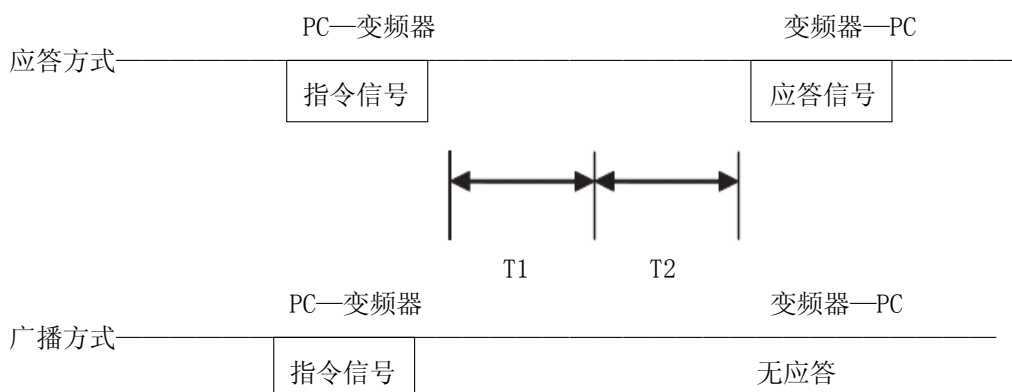 PC—变频器 变频器—PC
应答方式
指令信号 应答信号
T1 T2
PC—变频器 变频器—PC
广播方式
指令信号 无应答